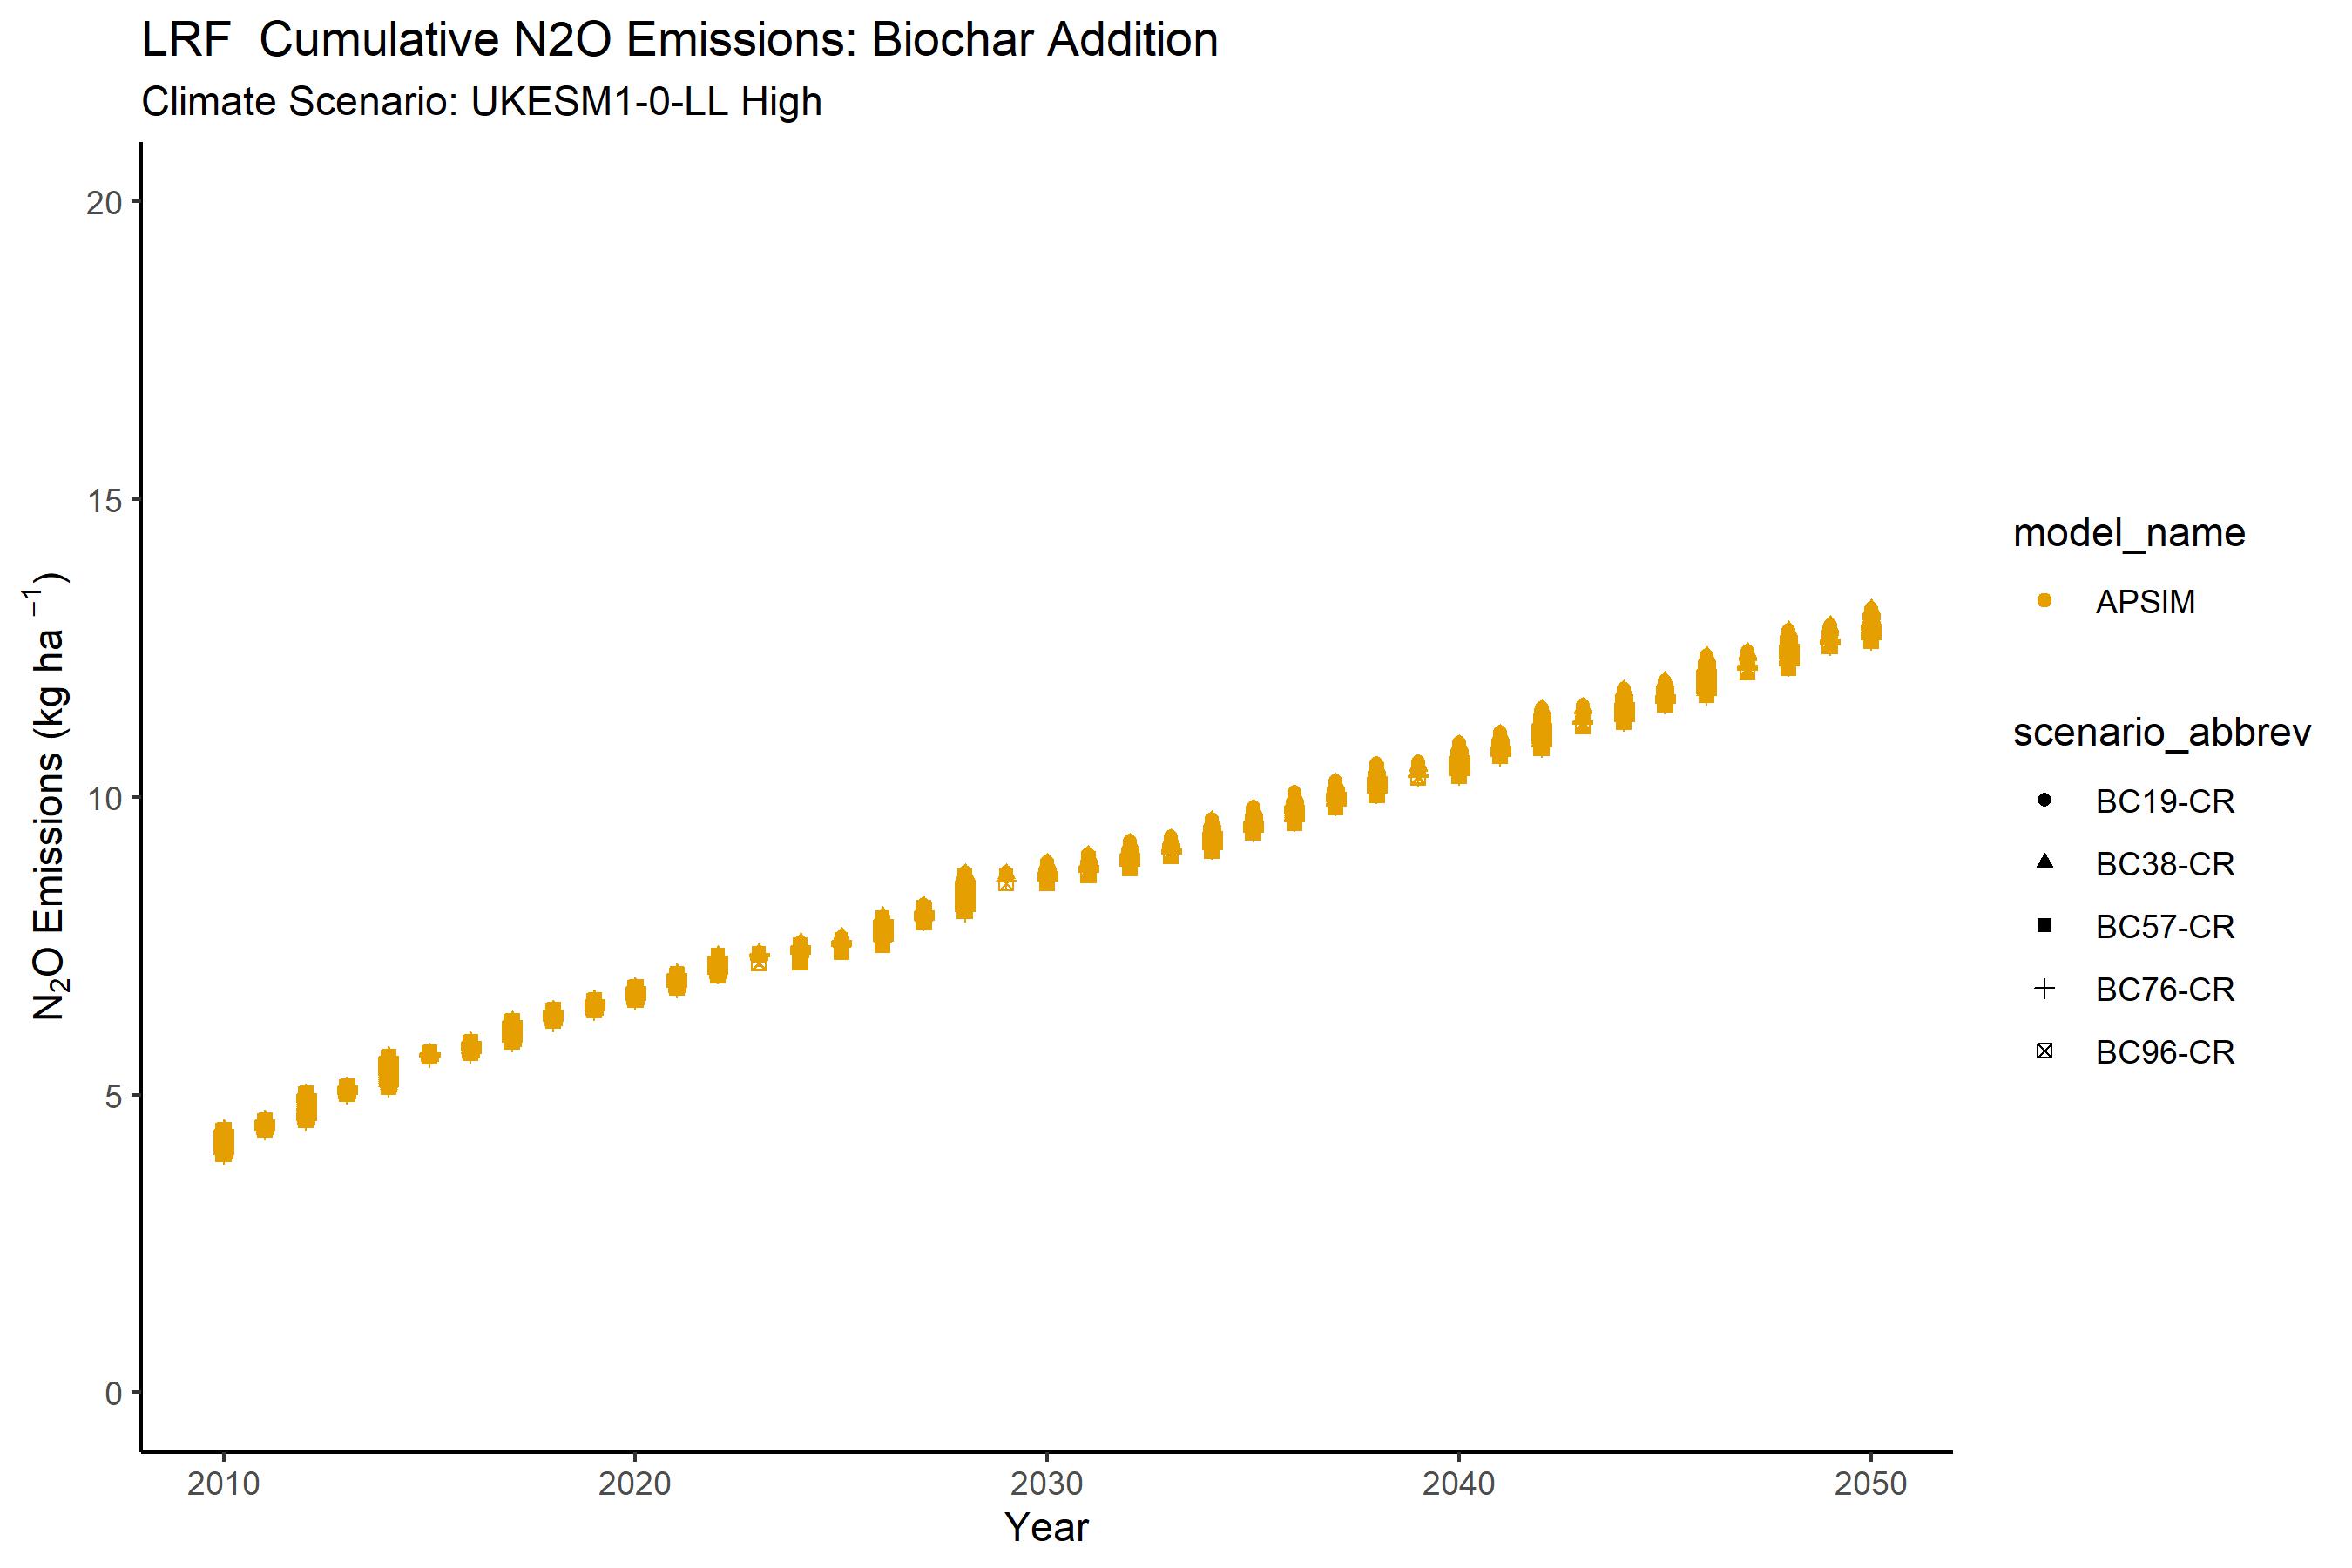 LRF  Cumulative N2O Emissions: Biochar Addition
Climate Scenario: UKESM1-0-LL High
N₂O Emissions (kg ha ⁻¹)
20
15
10
5
0
2010
2020
2030
2040
2050
Year
model_name
APSIM
scenario_abbrev
BC19-CR
BC38-CR
BC57-CR
BC76-CR
BC96-CR